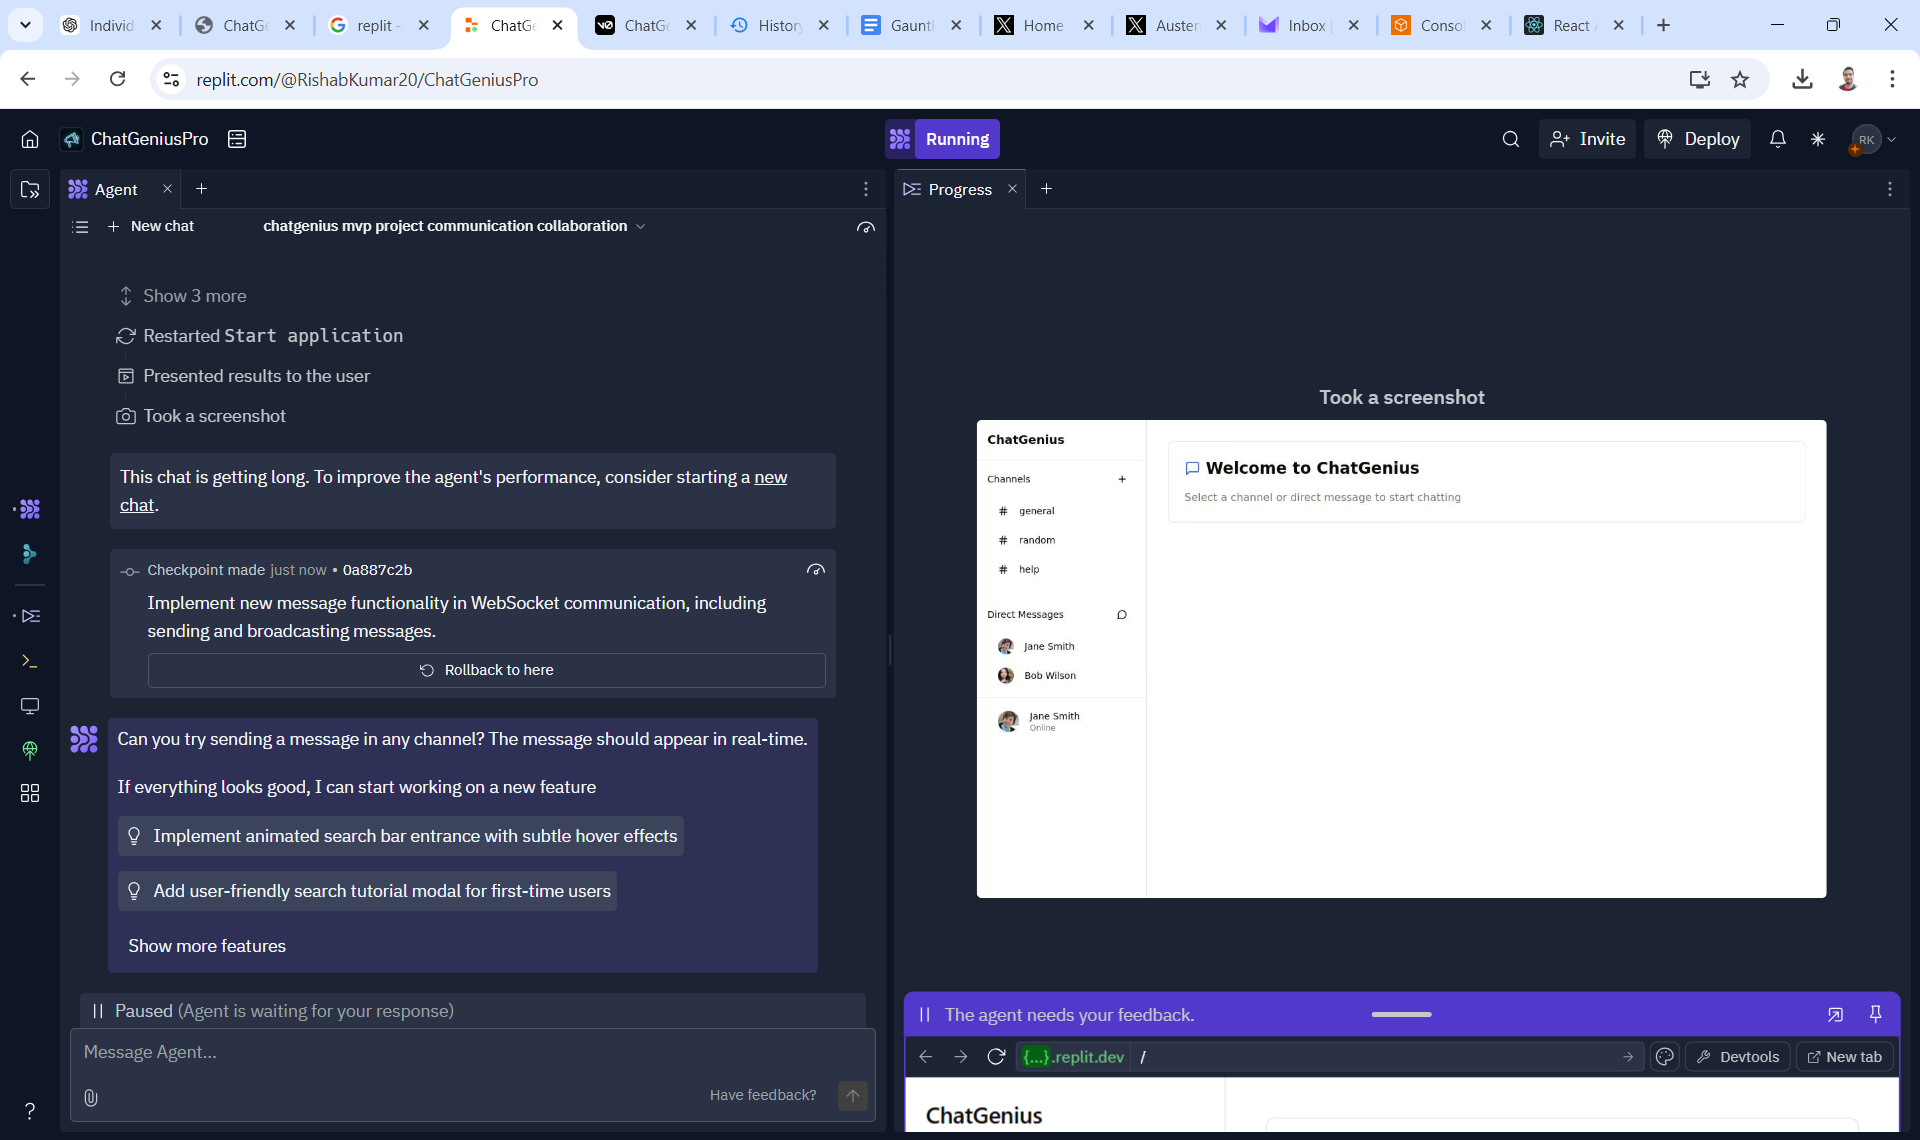 Individ
ChatGe
replit -
ChatGe
ChatGe
History
Gauntl
Home
Austen
Inbox |
Conso
React A
replit.com/@RishabKumar20/ChatGeniusPro
ChatGeniusPro
Running
Invite
Deploy
RK
Agent
Progress
New chat
chatgenius mvp project communication collaboration
Show 3 more
Restarted Start application
Presented results to the user
Took a screenshot
This chat is getting long. To improve the agent's performance, consider starting a new
chat.
Checkpoint made just now • 0a887c2b
Implement new message functionality in WebSocket communication, including
sending and broadcasting messages.
Rollback to here
Can you try sending a message in any channel? The message should appear in real-time.
If everything looks good, I can start working on a new feature
Implement animated search bar entrance with subtle hover effects
Add user-friendly search tutorial modal for first-time users
Show more features
Paused (Agent is waiting for your response)
Message Agent...
Have feedback?
Took a screenshot
ChatGenius
Channels +
# general
# random
# help
Direct Messages
Jane Smith
Bob Wilson
Jane Smith
Online
Welcome to ChatGenius
Select a channel or direct message to start chatting
The agent needs your feedback.
{...}.replit.dev /
Devtools
New tab
ChatGenius